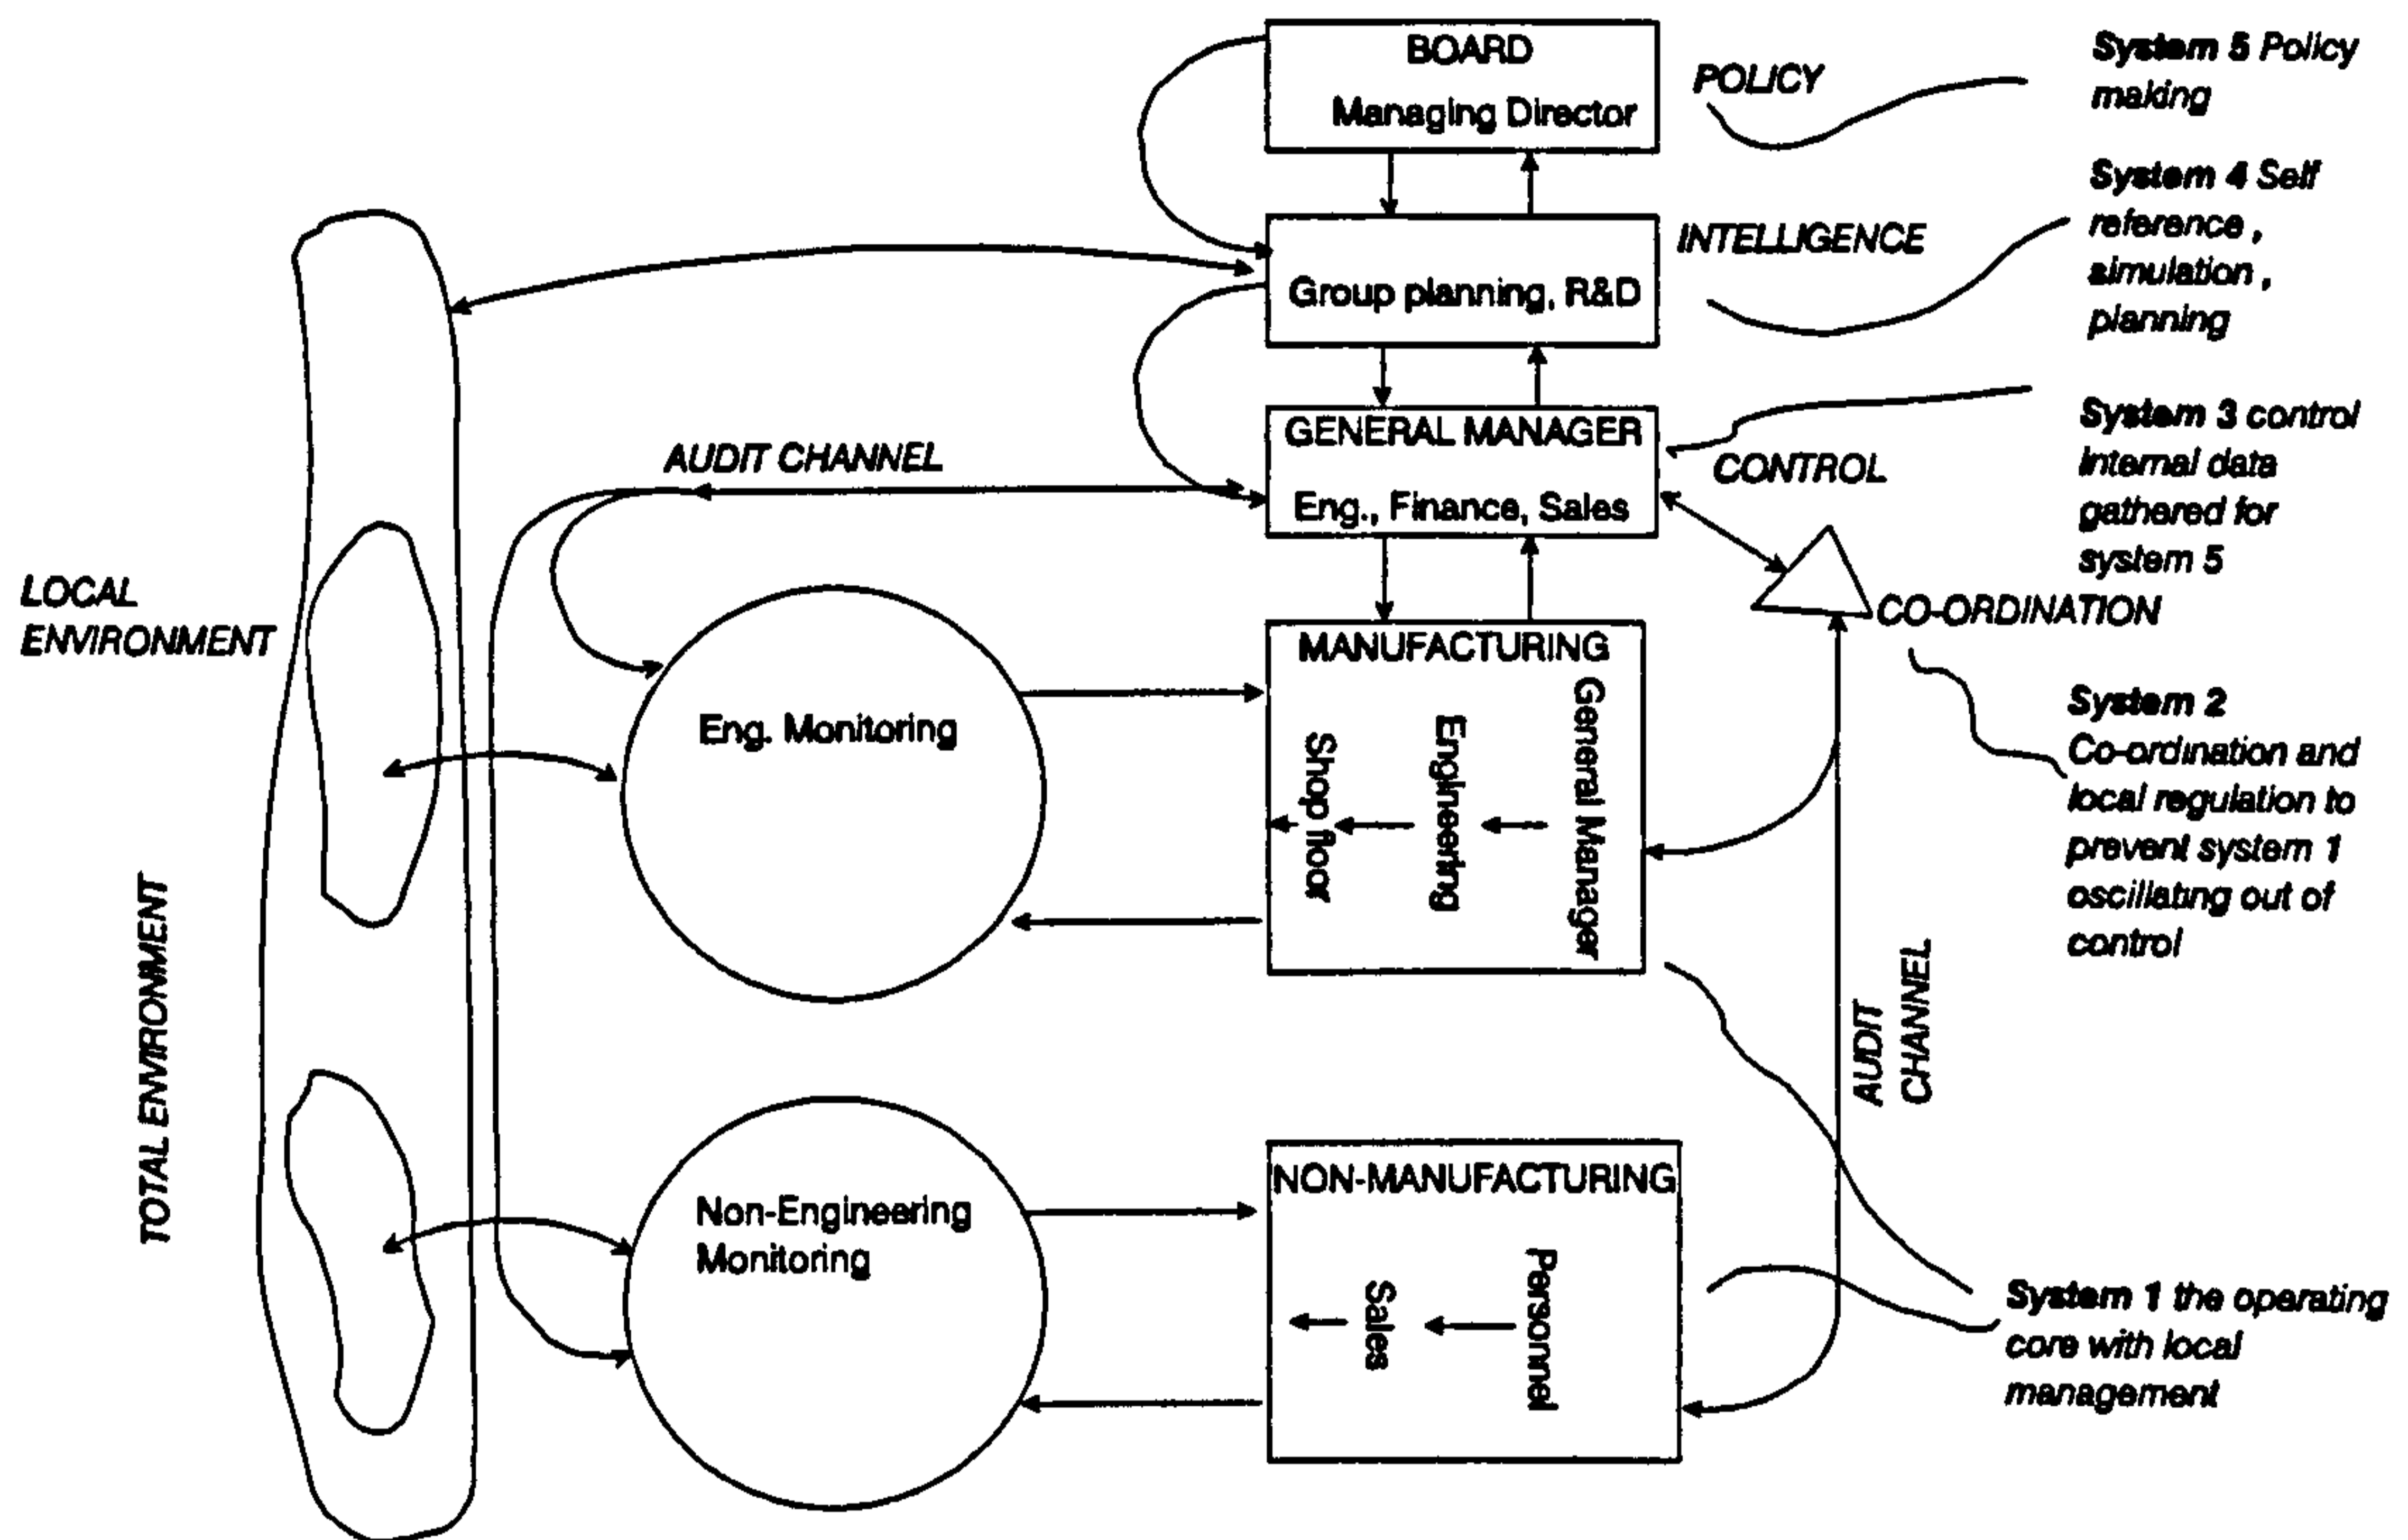 BOARD
Managing Director
POLICY
System 5 Policy
making
Group planning, R&D
INTELLIGENCE
System 4 Self
reference ,
simulation ,
planning
GENERAL MANAGER
Eng., Finance, Sales
CONTROL
System 3 control
Internal data
gathered for
system 5
AUDIT CHANNEL
LOCAL
ENVIRONMENT
TOTAL ENVIRONMENT
CO-ORDINATION
System 2
Co-ordination and
local regulation to
prevent system 1
oscillating out of
control
Eng. Monitoring
MANUFACTURING
General Manager
Engineering
Shop floor
AUDIT
CHANNEL
Non-Engineering
Monitoring
NON-MANUFACTURING
Personnel
Sales
System 1 the operating
core with local
management